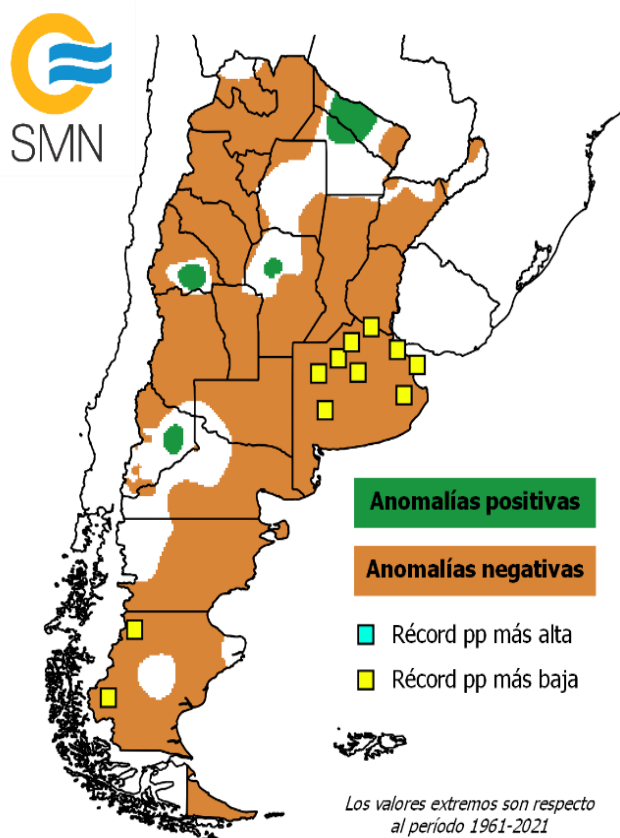 SMN
Anomalías positivas
Anomalías negativas
Récord pp más alta
Récord pp más baja
Los valores extremos son respecto
al período 1961-2021